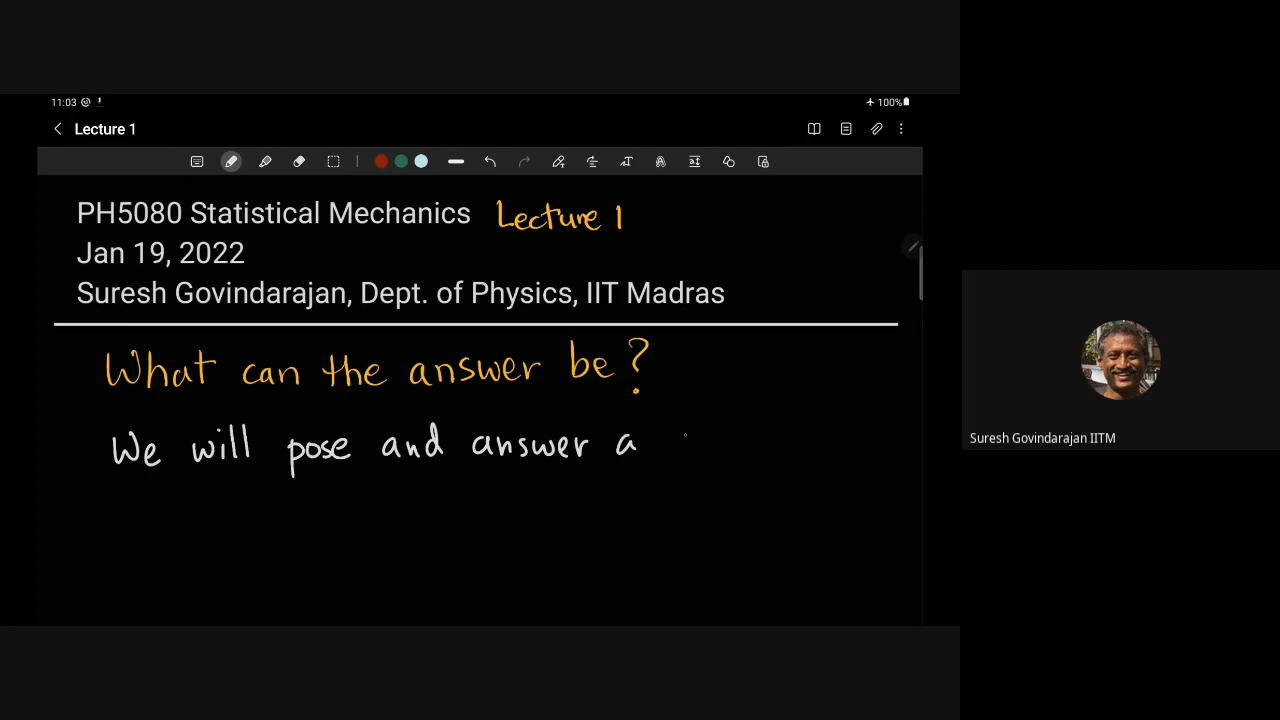 11:03
100%
Lecture 1
PH5080 Statistical Mechanics Lecture 1
Jan 19, 2022
Suresh Govindarajan, Dept. of Physics, IIT Madras
What can the answer be?
We will pose and answer a
Suresh Govindarajan IITM